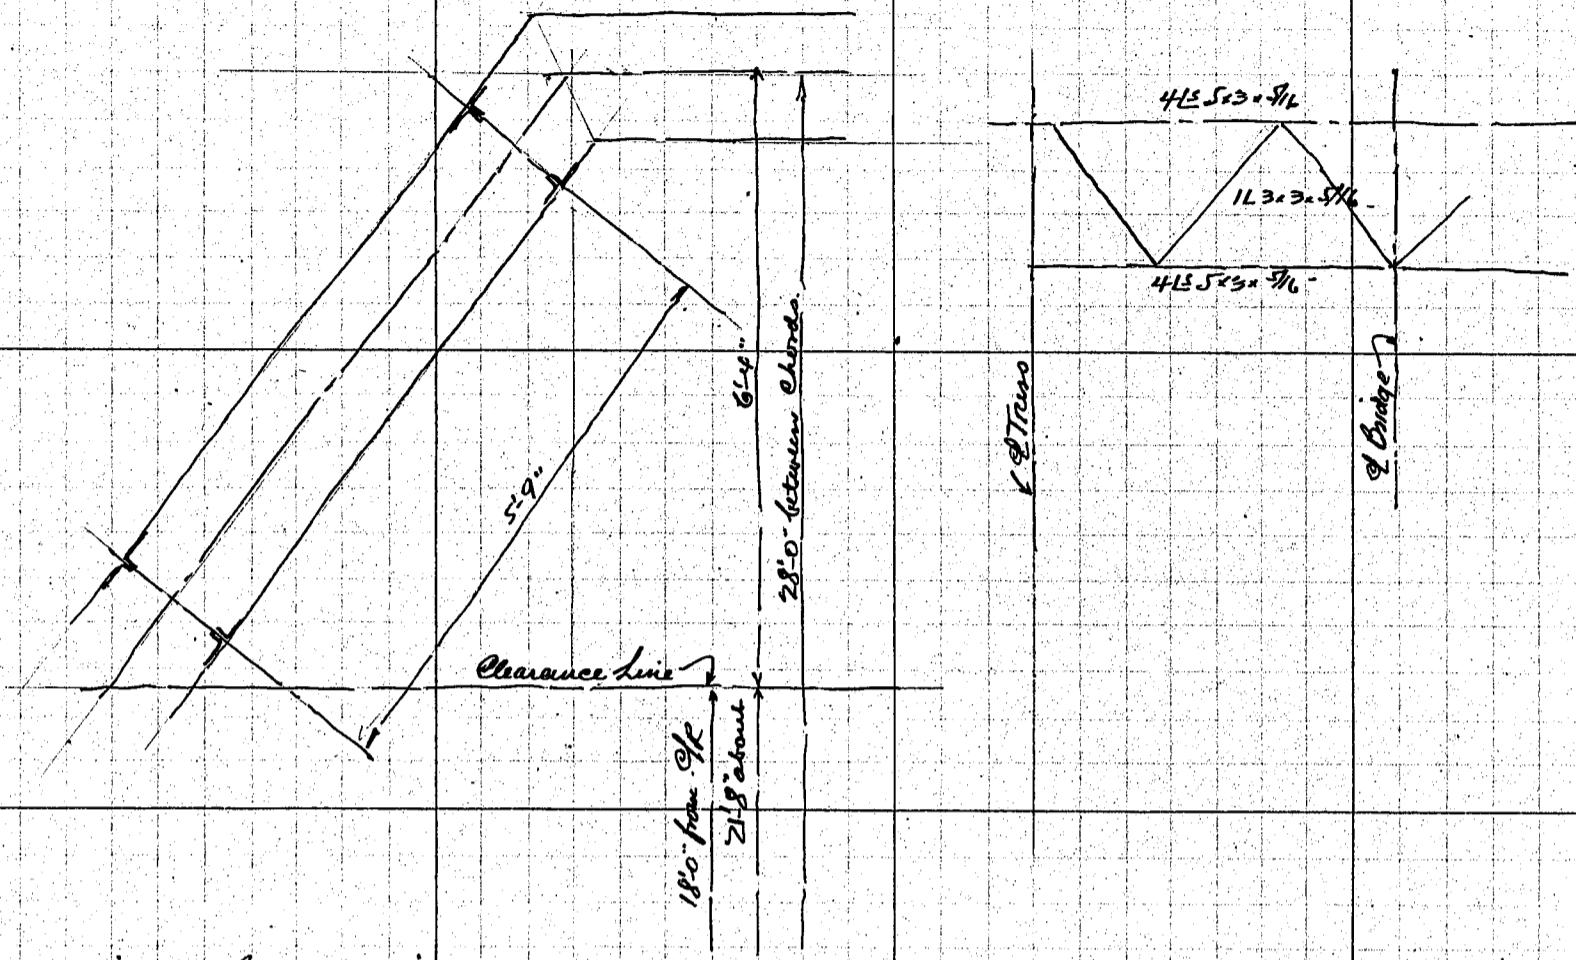 4Ls 5x3x5/16
1L 3x3x5/16
4Ls 5x3x5/16
6'-4"
28'-0" between Chords.
5'-9"
Clearance Line
18'-0" from C/R
21'-8" about
℄ Truss
℄ Bridge